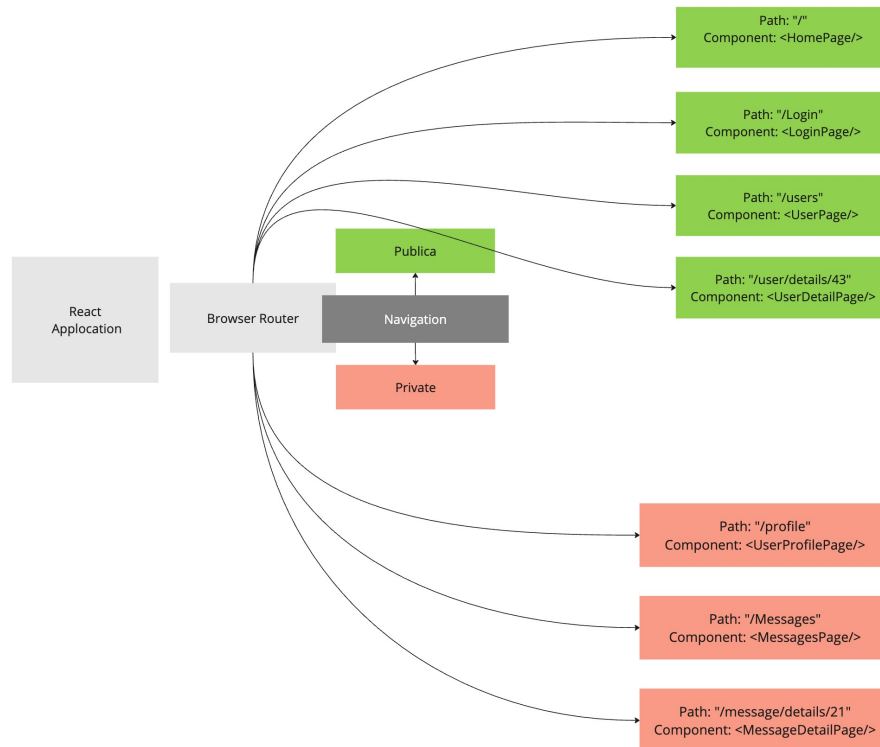 Path: "/"
Component: <HomePage/>
Path: "/Login"
Component: <LoginPage/>
Path: "/users"
Component: <UserPage/>
Publica
Path: "/user/details/43"
Component: <UserDetailPage/>
React
Applocation
Browser Router
Navigation
Private
Path: "/profile"
Component: <UserProfilePage/>
Path: "/Messages"
Component: <MessagesPage/>
Path: "/message/details/21"
Component: <MessageDetailPage/>